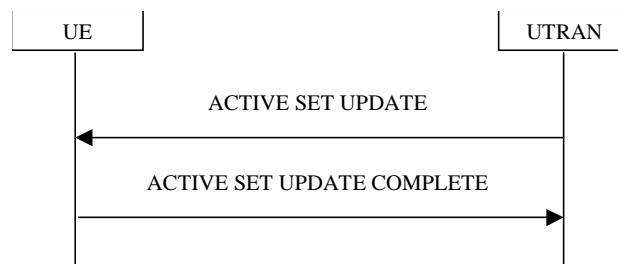 UE
UTRAN
ACTIVE SET UPDATE
ACTIVE SET UPDATE COMPLETE